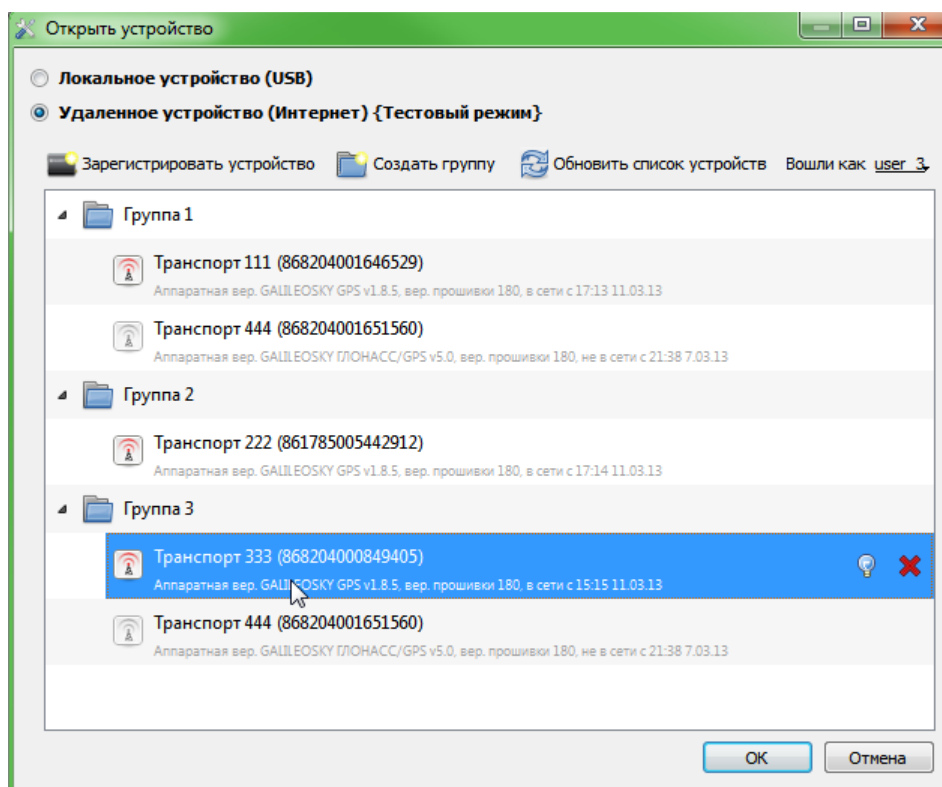 Открыть устройство
Локальное устройство (USB)
Удаленное устройство (Интернет) {Тестовый режим}
Зарегистрировать устройство Создать группу Обновить список устройств Вошли как user_3
Группа 1
Транспорт 111 (868204001646529)
Аппаратная вер. GALILEOSKY GPS v1.8.5, вер. прошивки 180, в сети с 17:13 11.03.13
Транспорт 444 (868204001651560)
Аппаратная вер. GALILEOSKY ГЛОНАСС/GPS v5.0, вер. прошивки 180, не в сети с 21:38 7.03.13
Группа 2
Транспорт 222 (861785005442912)
Аппаратная вер. GALILEOSKY GPS v1.8.5, вер. прошивки 180, в сети с 17:14 11.03.13
Группа 3
Транспорт 333 (868204000849405)
Аппаратная вер. GALILEOSKY GPS v1.8.5, вер. прошивки 180, в сети с 15:15 11.03.13
Транспорт 444 (868204001651560)
Аппаратная вер. GALILEOSKY ГЛОНАСС/GPS v5.0, вер. прошивки 180, не в сети с 21:38 7.03.13
ОК Отмена